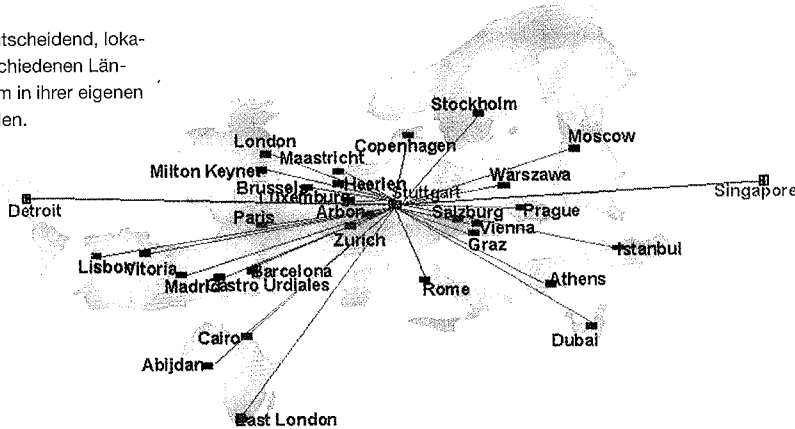 tscheidend, loka-
chiedenen Län-
m in ihrer eigenen
len.
Stockholm
Copenhagen
Moscow
London
Maastricht
Milton Keynes
Heerlen
Warszawa
Brussels
Stuttgart
Singapore
Luxemburg
Detroit
Arbon
Salzburg
Prague
Paris
Vienna
Zurich
Graz
Istanbul
Lisbon
Vitoria
Barcelona
Madrid
Castro Urdiales
Rome
Athens
Cairo
Dubai
Abijdan
East London